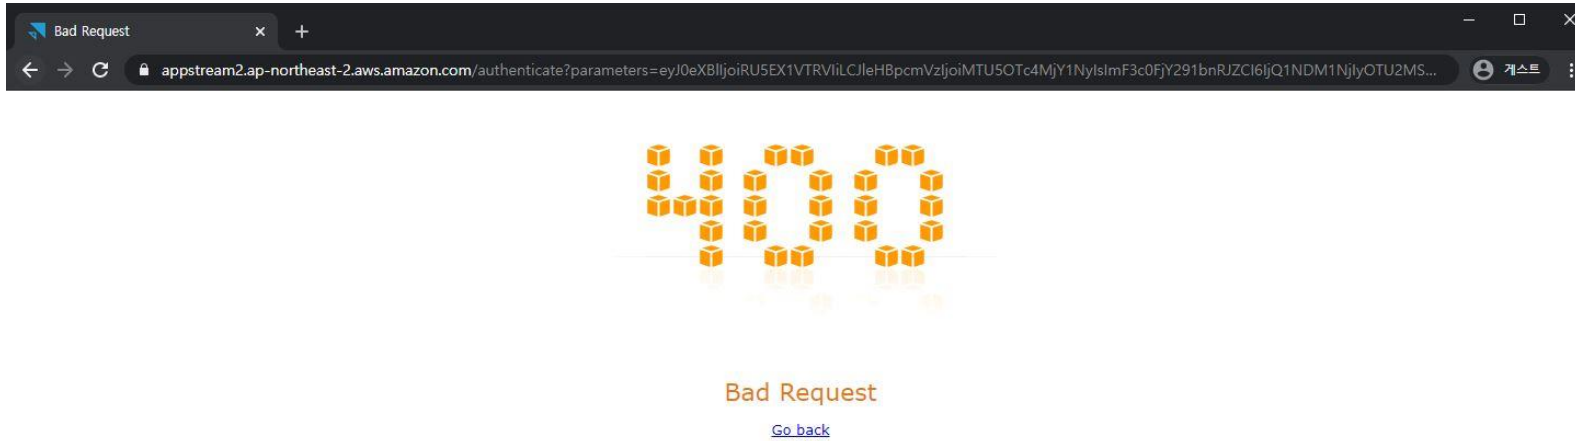 Bad Request
appstream2.ap-northeast-2.aws.amazon.com/authenticate?parameters=eyJ0eXBlIjoiRU5EX1VTRVIiLCJleHBpcmVzIjoiMTU5OTc4MjY1NyIsImF3c0FjY291bnRJZCI6IjQ1NDM1NjIyOTU2MS... 게스트
400
Bad Request
Go back